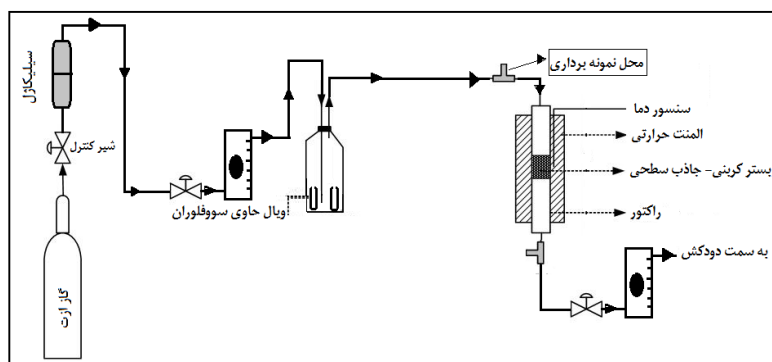 سیلیکاژل
شیر کنترل
گاز ازت
ویال حاوی سووفلوران
محل نمونه برداری
سنسور دما
المنت حرارتی
بستر کربنی- جاذب سطحی
راکتور
به سمت دودکش